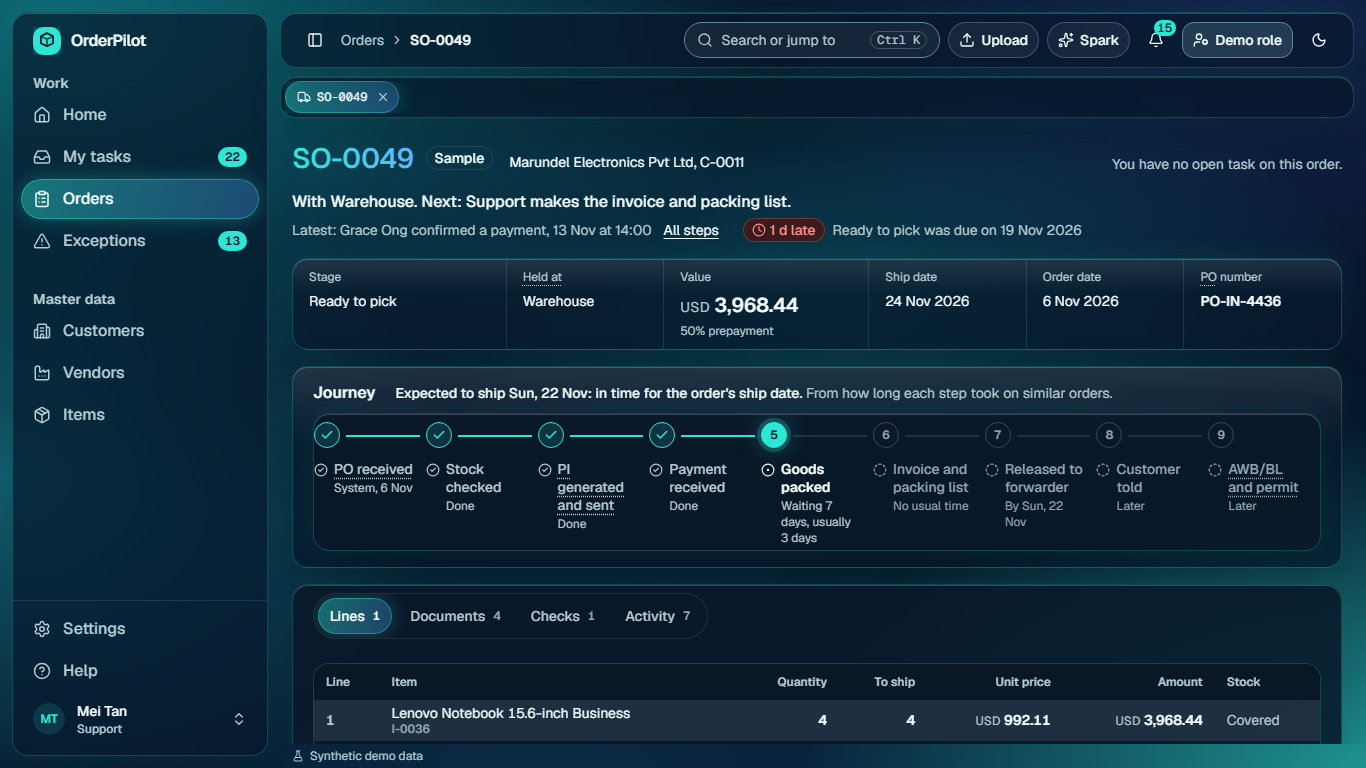 OrderPilot
Work
Home
My tasks 22
Orders
Exceptions 13
Master data
Customers
Vendors
Items
Settings
Help
MT Mei Tan
Support
Orders > SO-0049
Search or jump to Ctrl K
Upload
Spark
15
Demo role
SO-0049
SO-0049 Sample Marundel Electronics Pvt Ltd, C-0011
You have no open task on this order.
With Warehouse. Next: Support makes the invoice and packing list.
Latest: Grace Ong confirmed a payment, 13 Nov at 14:00 All steps 1 d late Ready to pick was due on 19 Nov 2026
Stage Held at Value Ship date Order date PO number
Ready to pick Warehouse USD 3,968.44 24 Nov 2026 6 Nov 2026 PO-IN-4436
50% prepayment
Journey Expected to ship Sun, 22 Nov: in time for the order's ship date. From how long each step took on similar orders.
5 6 7 8 9
PO received
System, 6 Nov
Stock
checked
Done
PI
generated
and sent
Done
Payment
received
Done
Goods
packed
Waiting 7
days, usually
3 days
Invoice and
packing list
No usual time
Released to
forwarder
By Sun, 22
Nov
Customer
told
Later
AWB/BL
and permit
Later
Lines 1 Documents 4 Checks 1 Activity 7
Line Item Quantity To ship Unit price Amount Stock
1 Lenovo Notebook 15.6-inch Business 4 4 USD 992.11 USD 3,968.44 Covered
I-0036
Synthetic demo data